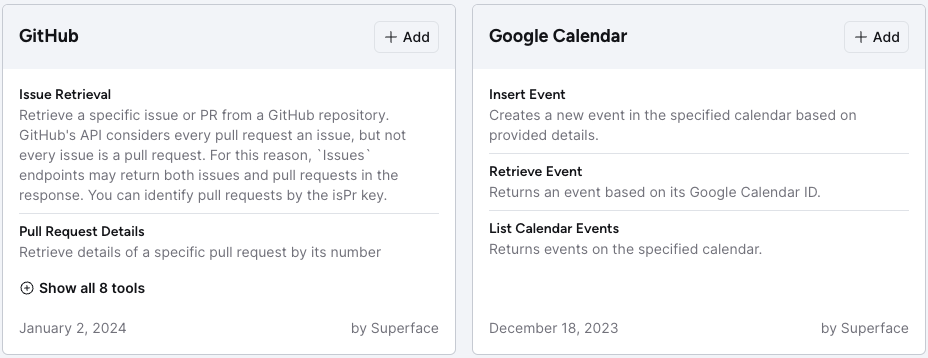 GitHub
+ Add
Issue Retrieval
Retrieve a specific issue or PR from a GitHub repository.
GitHub's API considers every pull request an issue, but not
every issue is a pull request. For this reason, `Issues`
endpoints may return both issues and pull requests in the
response. You can identify pull requests by the isPr key.
Pull Request Details
Retrieve details of a specific pull request by its number
Show all 8 tools
January 2, 2024
by Superface
Google Calendar
+ Add
Insert Event
Creates a new event in the specified calendar based on
provided details.
Retrieve Event
Returns an event based on its Google Calendar ID.
List Calendar Events
Returns events on the specified calendar.
December 18, 2023
by Superface